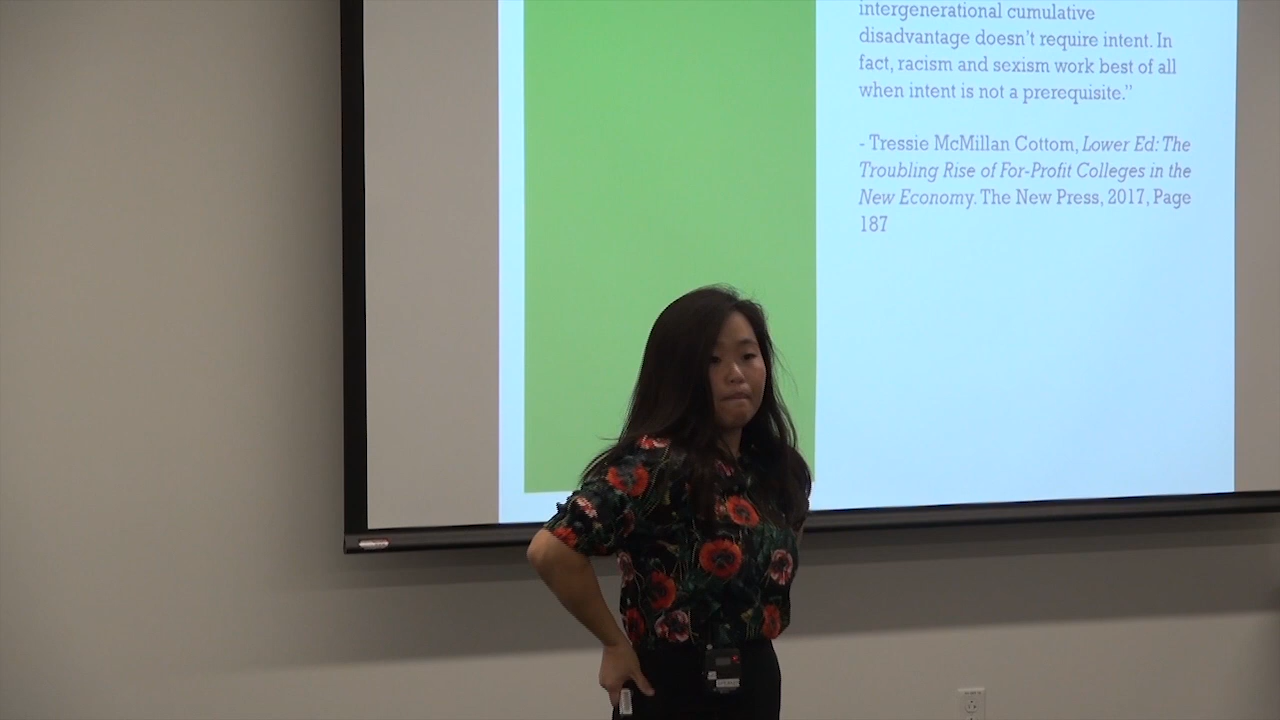 intergenerational cumulative
disadvantage doesn't require intent. In
fact, racism and sexism work best of all
when intent is not a prerequisite.”
- Tressie McMillan Cottom, Lower Ed: The
Troubling Rise of For-Profit Colleges in the
New Economy. The New Press, 2017, Page
187